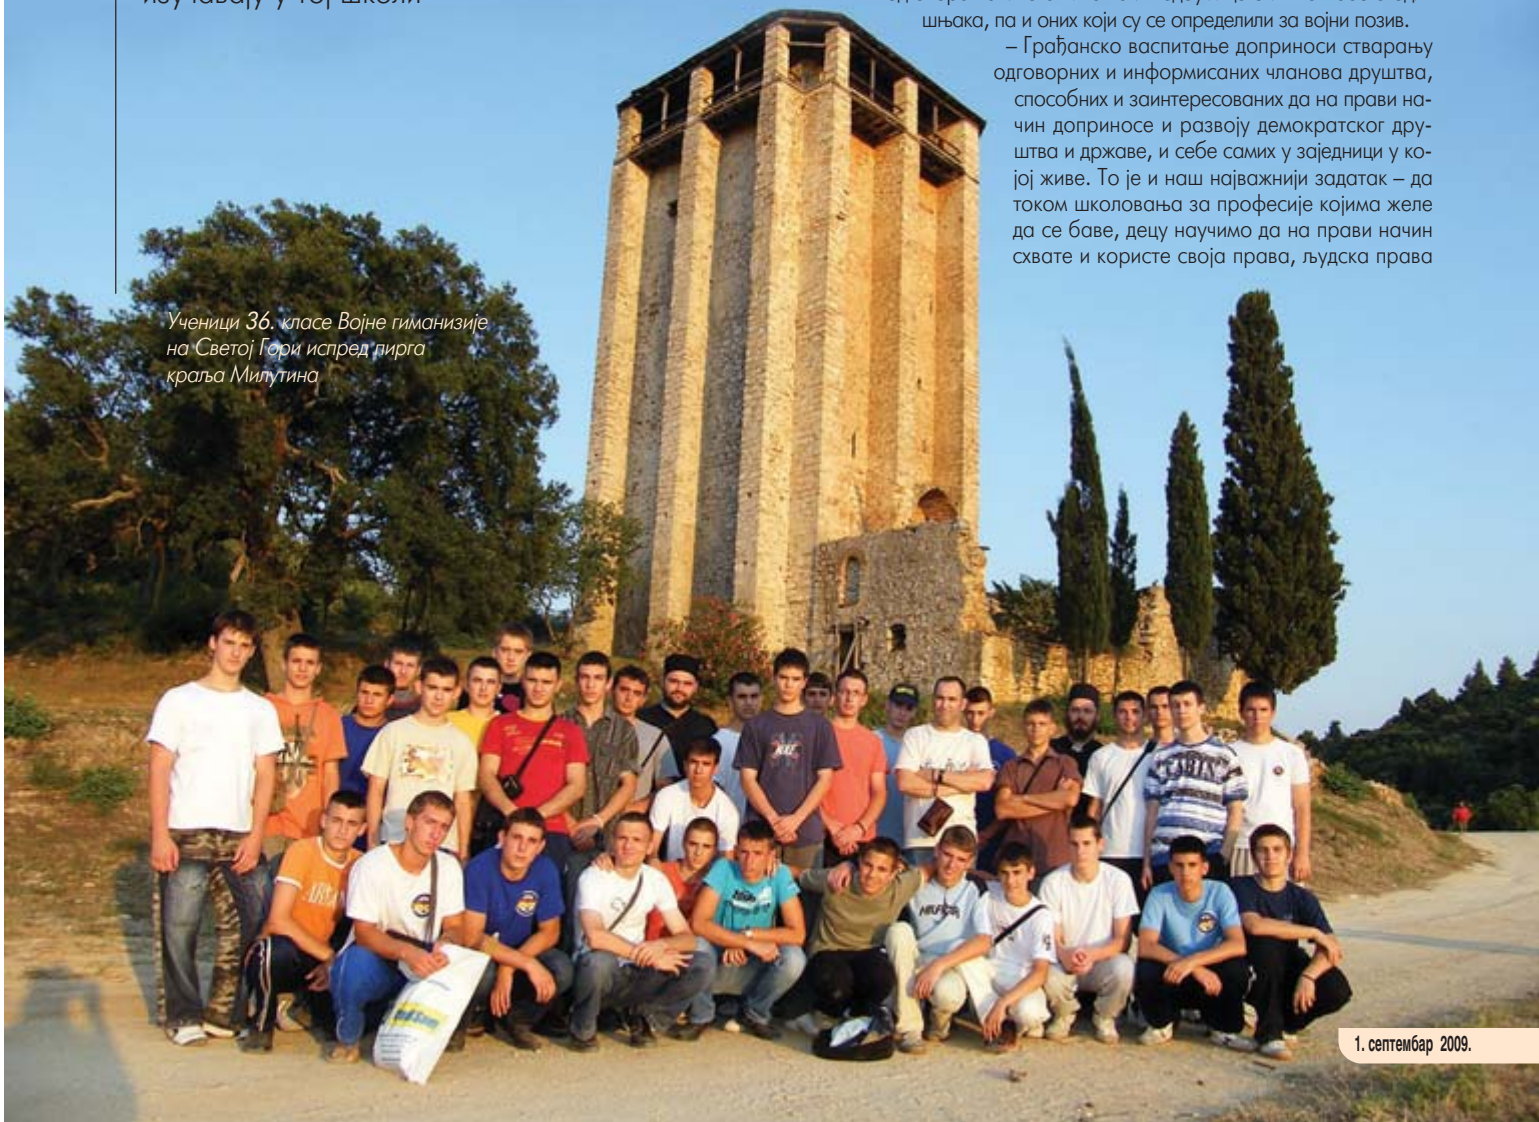 изучавају у тој школи
шњака, па и оних који су се определили за војни позив.
– Грађанско васпитање доприноси стварању
одговорних и информисаних чланова друштва,
способних и заинтересованих да на прави на-
чин доприносе и развоју демократског дру-
штва и државе, и себе самих у заједници у ко-
јој живе. То је и наш најважнији задатак – да
током школовања за професије којима желе
да се баве, децу научимо да на прави начин
схвате и користе своја права, људска права
Ученици 36. класе Војне гиманизије
на Светој Гори испред пирга
краља Милутина
1. септембар 2009.